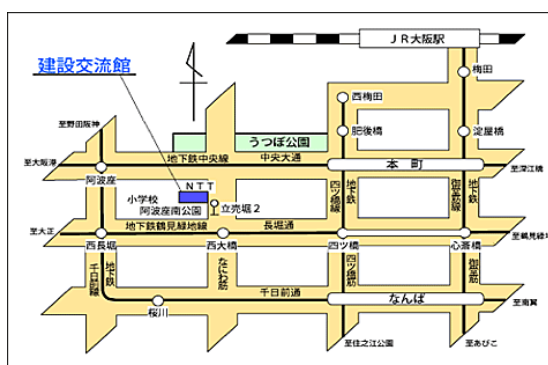 JR大阪駅
建設交流館
梅田
西梅田
至野田阪神
うつぼ公園
肥後橋
淀屋橋
地下鉄中央線
中央大通
本町
至大阪港
至深江橋
阿波座
NTT
小学校
阿波座南公園
立売堀2
四ツ橋線
地下鉄
御堂筋線
地下鉄
至大正
地下鉄鶴見緑地線
長堀通
至鶴見緑地
西長堀
西大橋
四ツ橋
心斎橋
千日前線
地下鉄
なにわ筋
四ツ橋筋
御堂筋
千日前通
なんば
至南巽
桜川
至住之江公園
至あびこ